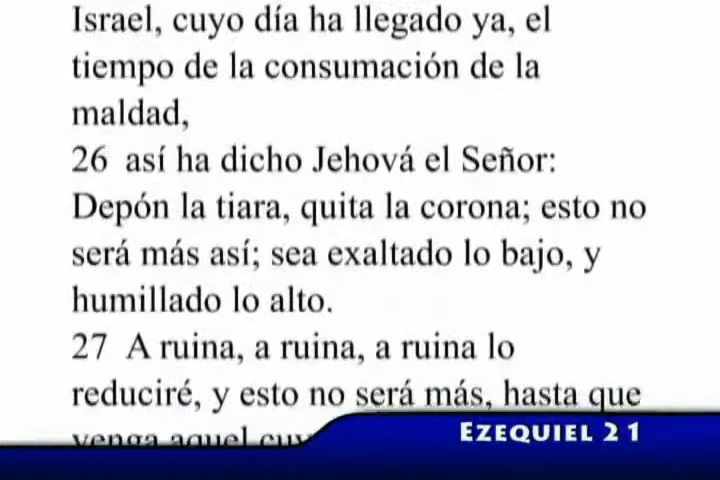 Israel, cuyo día ha llegado ya, el
tiempo de la consumación de la
maldad,
26 así ha dicho Jehová el Señor:
Depón la tiara, quita la corona; esto no
será más así; sea exaltado lo bajo, y
humillado lo alto.
27 A ruina, a ruina, a ruina lo
reduciré, y esto no será más, hasta que
venga aquel
EZEQUIEL 21